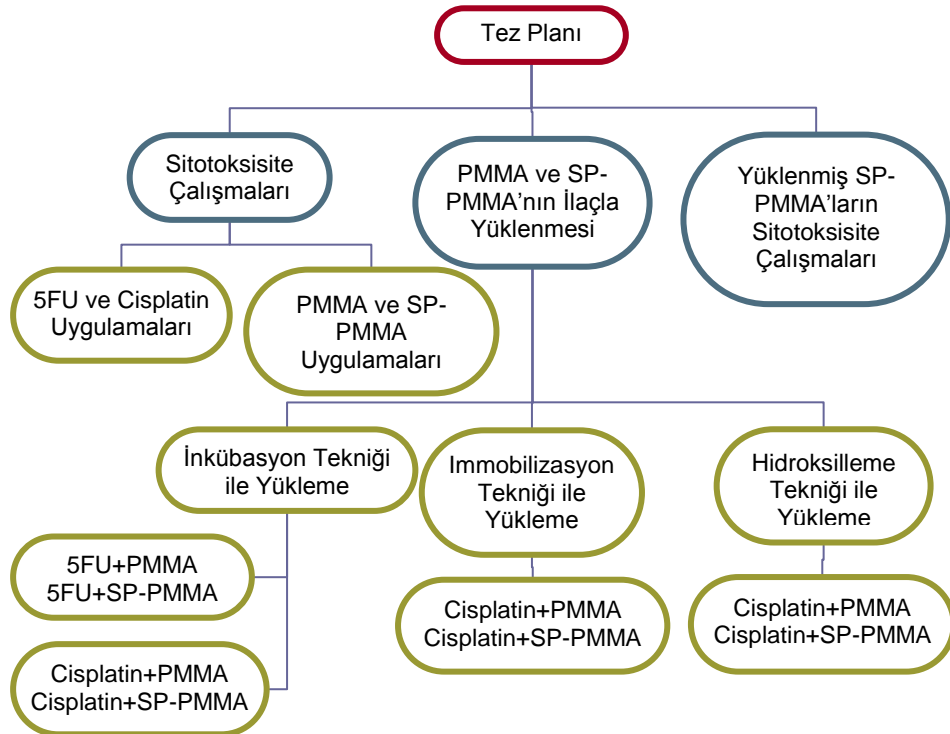 Tez Planı
Sitotoksisite
Çalışmaları
PMMA ve SP-
PMMA’nın İlaçla
Yüklenmesi
Yüklenmiş SP-
PMMA’ların
Sitotoksisite
Çalışmaları
5FU ve Cisplatin
Uygulamaları
PMMA ve SP-
PMMA
Uygulamaları
İnkübasyon Tekniği
ile Yükleme
Immobilizasyon
Tekniği ile
Yükleme
Hidroksilleme
Tekniği ile
Yükleme
5FU+PMMA
5FU+SP-PMMA
Cisplatin+PMMA
Cisplatin+SP-PMMA
Cisplatin+PMMA
Cisplatin+SP-PMMA
Cisplatin+PMMA
Cisplatin+SP-PMMA